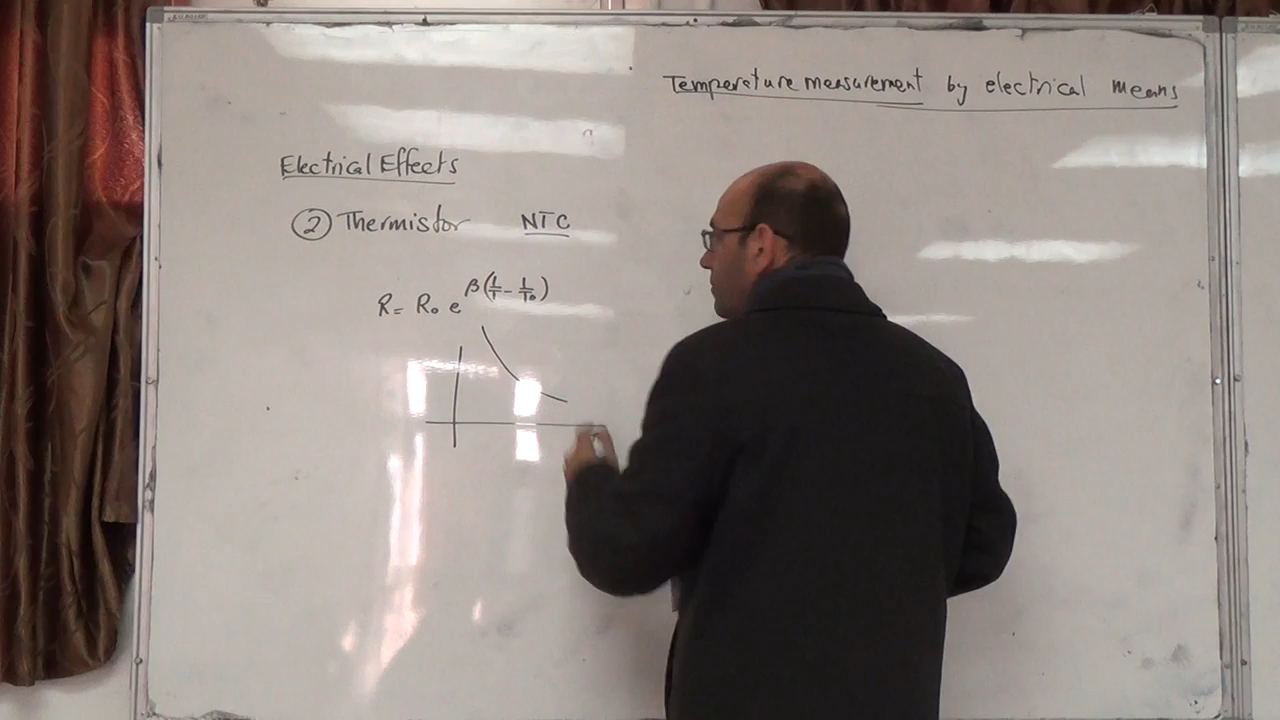 Temperature measurement by electrical means
Electrical Effects
② Thermistor NTC
R = R₀ e^β(1/T - 1/T₀)